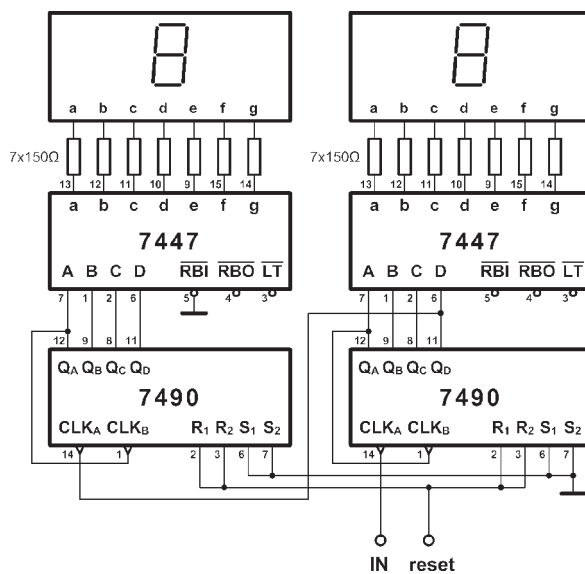 a b c d e f g a b c d e f g
7x150Ω 7x150Ω
13 12 11 10 9 15 14 13 12 11 10 9 15 14
a b c d e f g a b c d e f g
7447 7447
A B C D RBI RBO LT A B C D RBI RBO LT
7 1 2 6 5 4 3 7 1 2 6 5 4 3
12 9 8 11 12 9 8 11
QA QB QC QD QA QB QC QD
7490 7490
CLKA CLKB R1 R2 S1 S2 CLKA CLKB R1 R2 S1 S2
14 1 2 3 6 7 14 1 2 3 6 7
IN reset